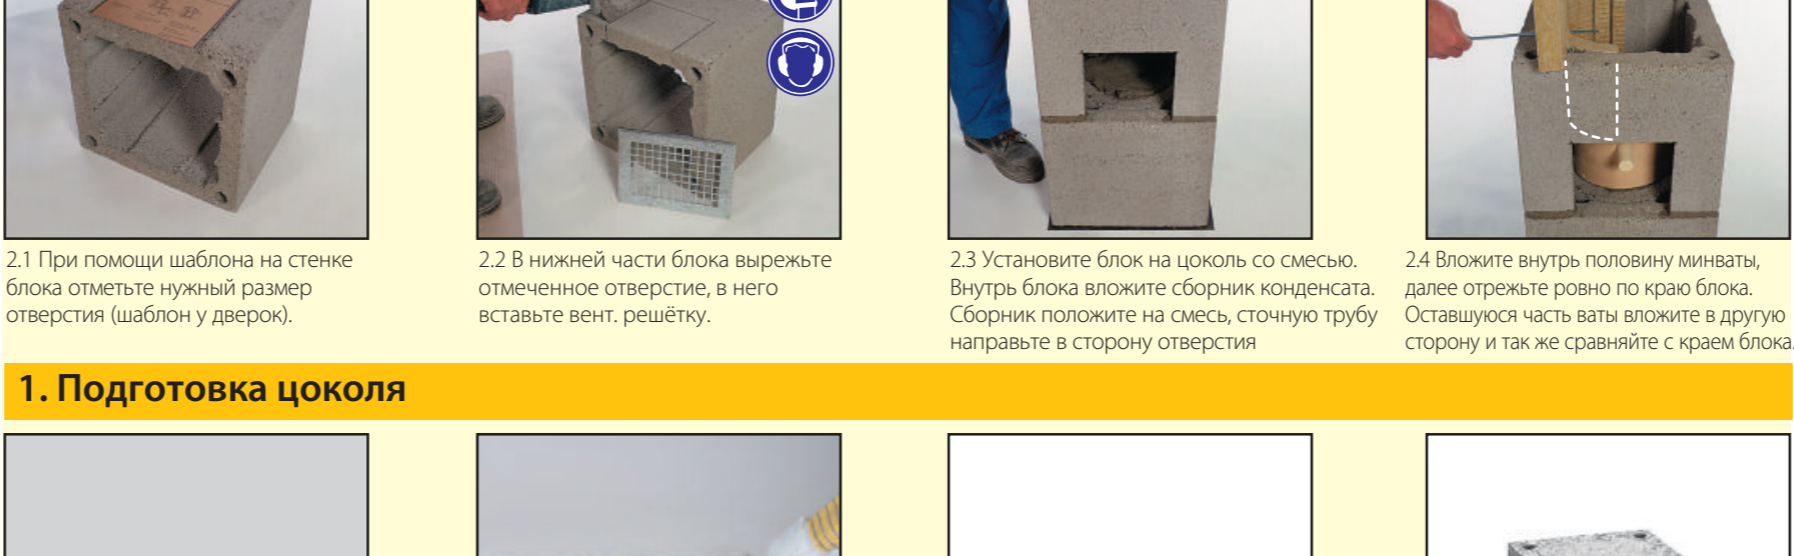 2.1 При помощи шаблона на стенке
блока отметьте нужный размер
отверстия (шаблон у дверок).
2.2 В нижней части блока вырежьте
отмеченное отверстие, в него
вставьте вент. решётку.
2.3 Установите блок на цоколь со смесью.
Внутрь блока вложите сборник конденсата.
Сборник положите на смесь, сточную трубу
направьте в сторону отверстия
2.4 Вложите внутрь половину минваты,
далее отрежьте ровно по краю блока.
Оставшуюся часть ваты вложите в другую
сторону и так же сравняйте с краем блока.
1. Подготовка цоколя